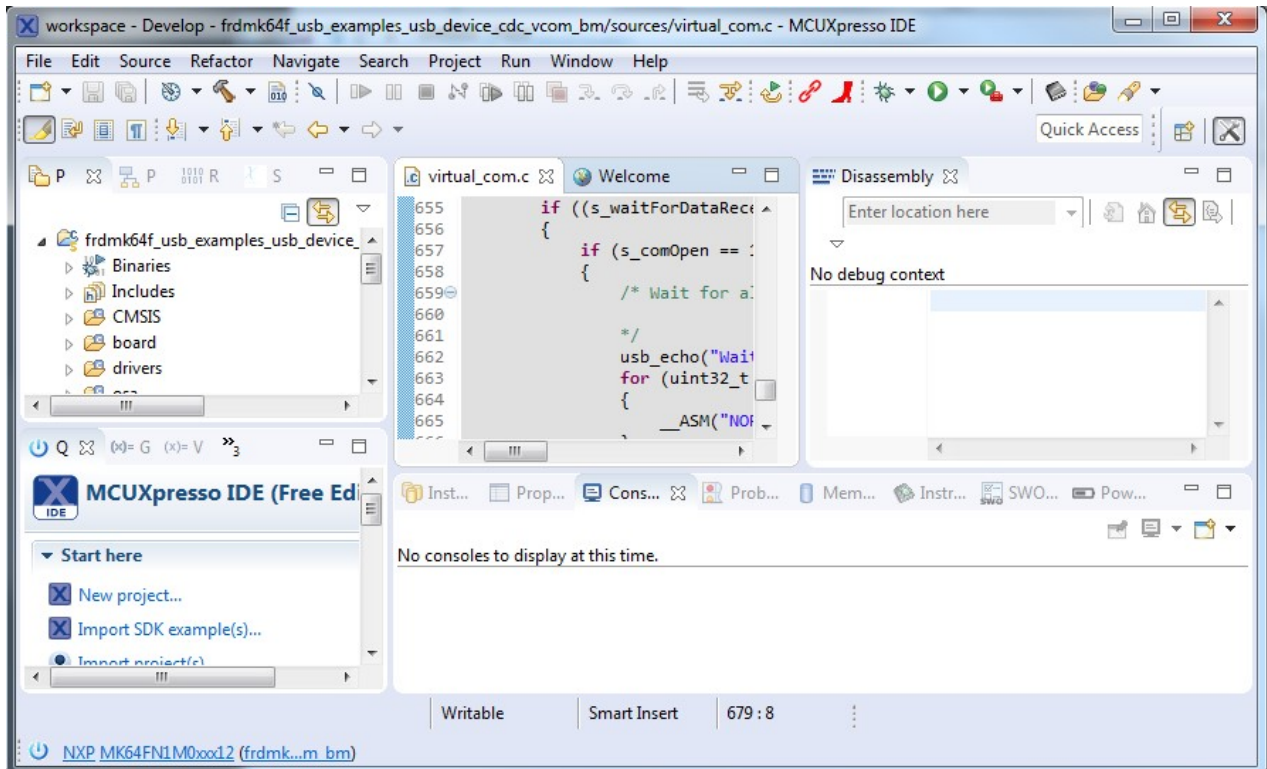 workspace - Develop - frdmk64f_usb_examples_usb_device_cdc_vcom_bm/sources/virtual_com.c - MCUXpresso IDE
File Edit Source Refactor Navigate Search Project Run Window Help
Quick Access
P P R S
virtual_com.c Welcome
Disassembly
Enter location here
frdmk64f_usb_examples_usb_device_
Binaries
Includes
CMSIS
board
drivers
655 if ((s_waitForDataRece
656 {
657 if (s_comOpen ==
658 {
659 /* Wait for
660
661 */
662 usb_echo("Wait
663 for (uint32_t
664 {
665 __ASM("NOP
No debug context
Q (x)= G (x)= V »3
MCUXpresso IDE (Free Edi
IDE
Start here
New project...
Import SDK example(s)...
Import project(s)
Inst... Prop... Cons... Prob... Mem... Instr... SWO... Pow...
No consoles to display at this time.
Writable Smart Insert 679 : 8
NXP MK64FN1M0xxx12 (frdmk...m_bm)